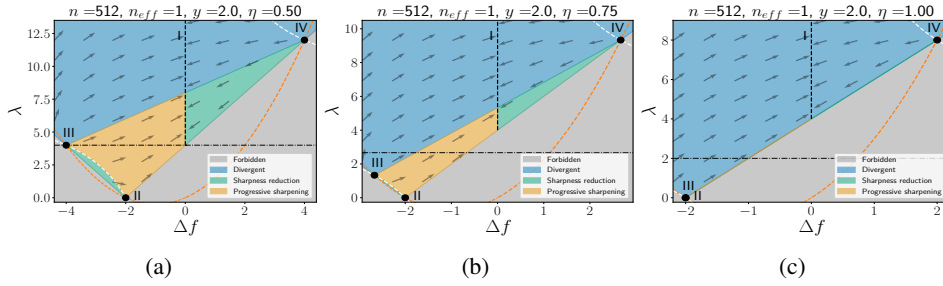 n =512, n_eff =1, y = 2.0, η = 0.50
12.5
10.0
7.5
5.0
2.5
0.0
λ
I
II
III
IV
Forbidden
Divergent
Sharpness reduction
Progressive sharpening
−4
−2
0
2
4
Δf
(a)
n =512, n_eff =1, y = 2.0, η = 0.75
10
8
6
4
2
0
λ
I
II
III
IV
Forbidden
Divergent
Sharpness reduction
Progressive sharpening
−2
−1
0
1
2
Δf
(b)
n =512, n_eff =1, y = 2.0, η = 1.00
8
6
4
2
0
λ
I
II
III
IV
Forbidden
Divergent
Sharpness reduction
Progressive sharpening
−2
−1
0
1
2
Δf
(c)